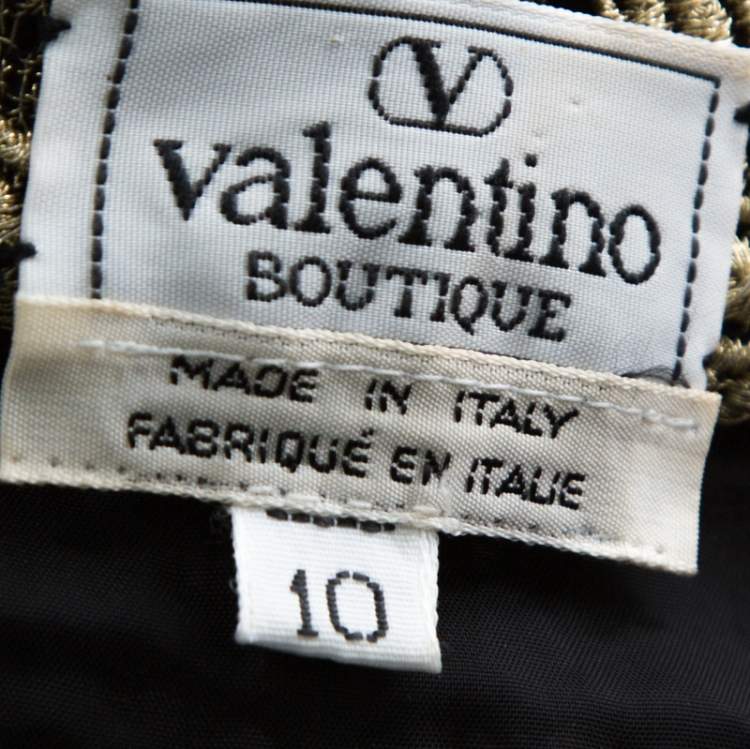 V
valentino
BOUTIQUE
MADE IN ITALY
FABRIQUÉ EN ITALIE
10